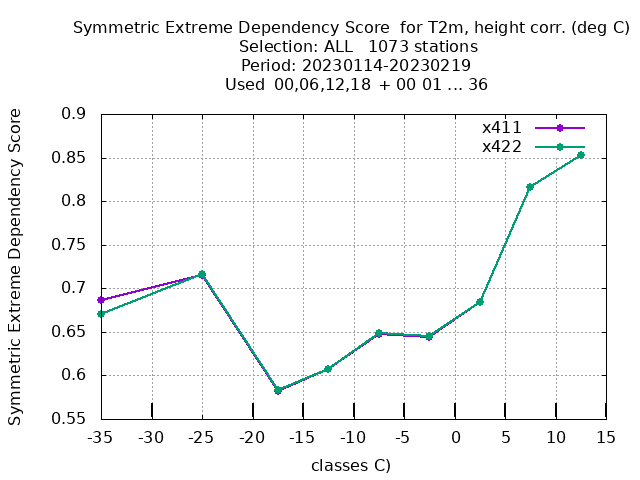 Symmetric Extreme Dependency Score  for T2m, height corr. (deg C)
Selection: ALL   1073 stations
Period: 20230114-20230219
Used  00,06,12,18 + 00 01 ... 36
Symmetric Extreme Dependency Score
0.9
0.85
0.8
0.75
0.7
0.65
0.6
0.55
x411
x422
-35 -30 -25 -20 -15 -10 -5 0 5 10 15
classes C)